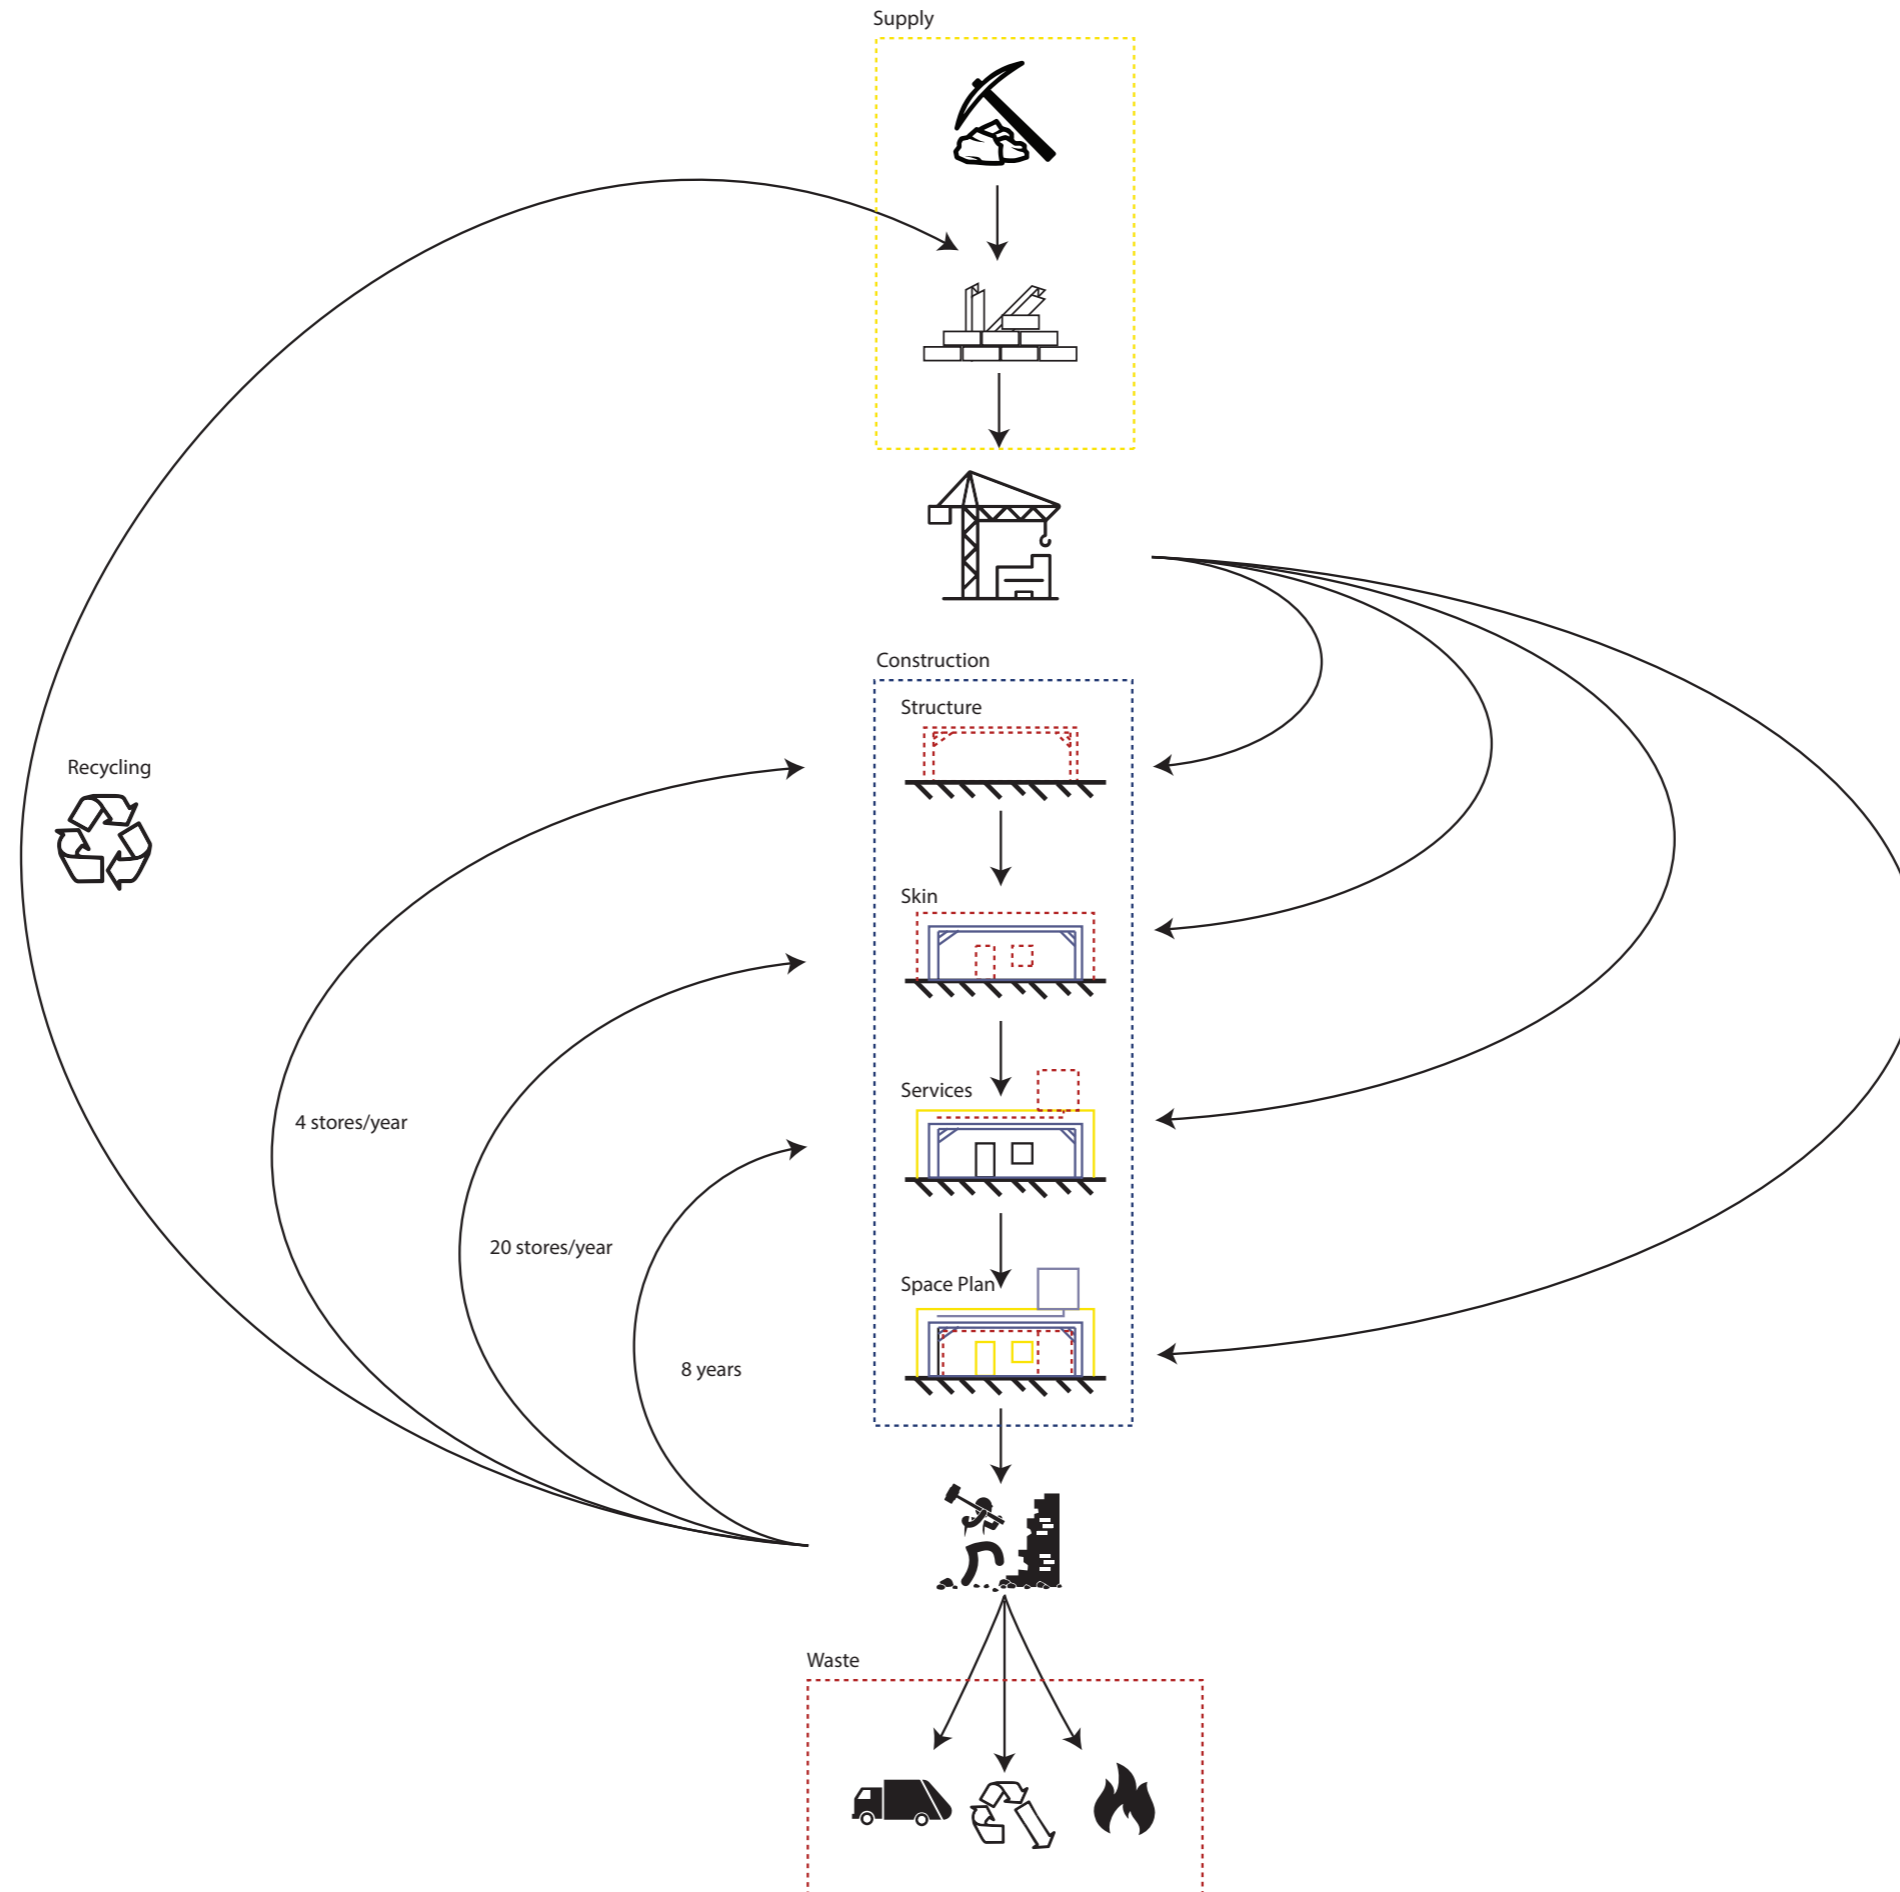 Supply
Construction
Structure
Recycling
Skin
Services
4 stores/year
20 stores/year
Space Plan
8 years
Waste